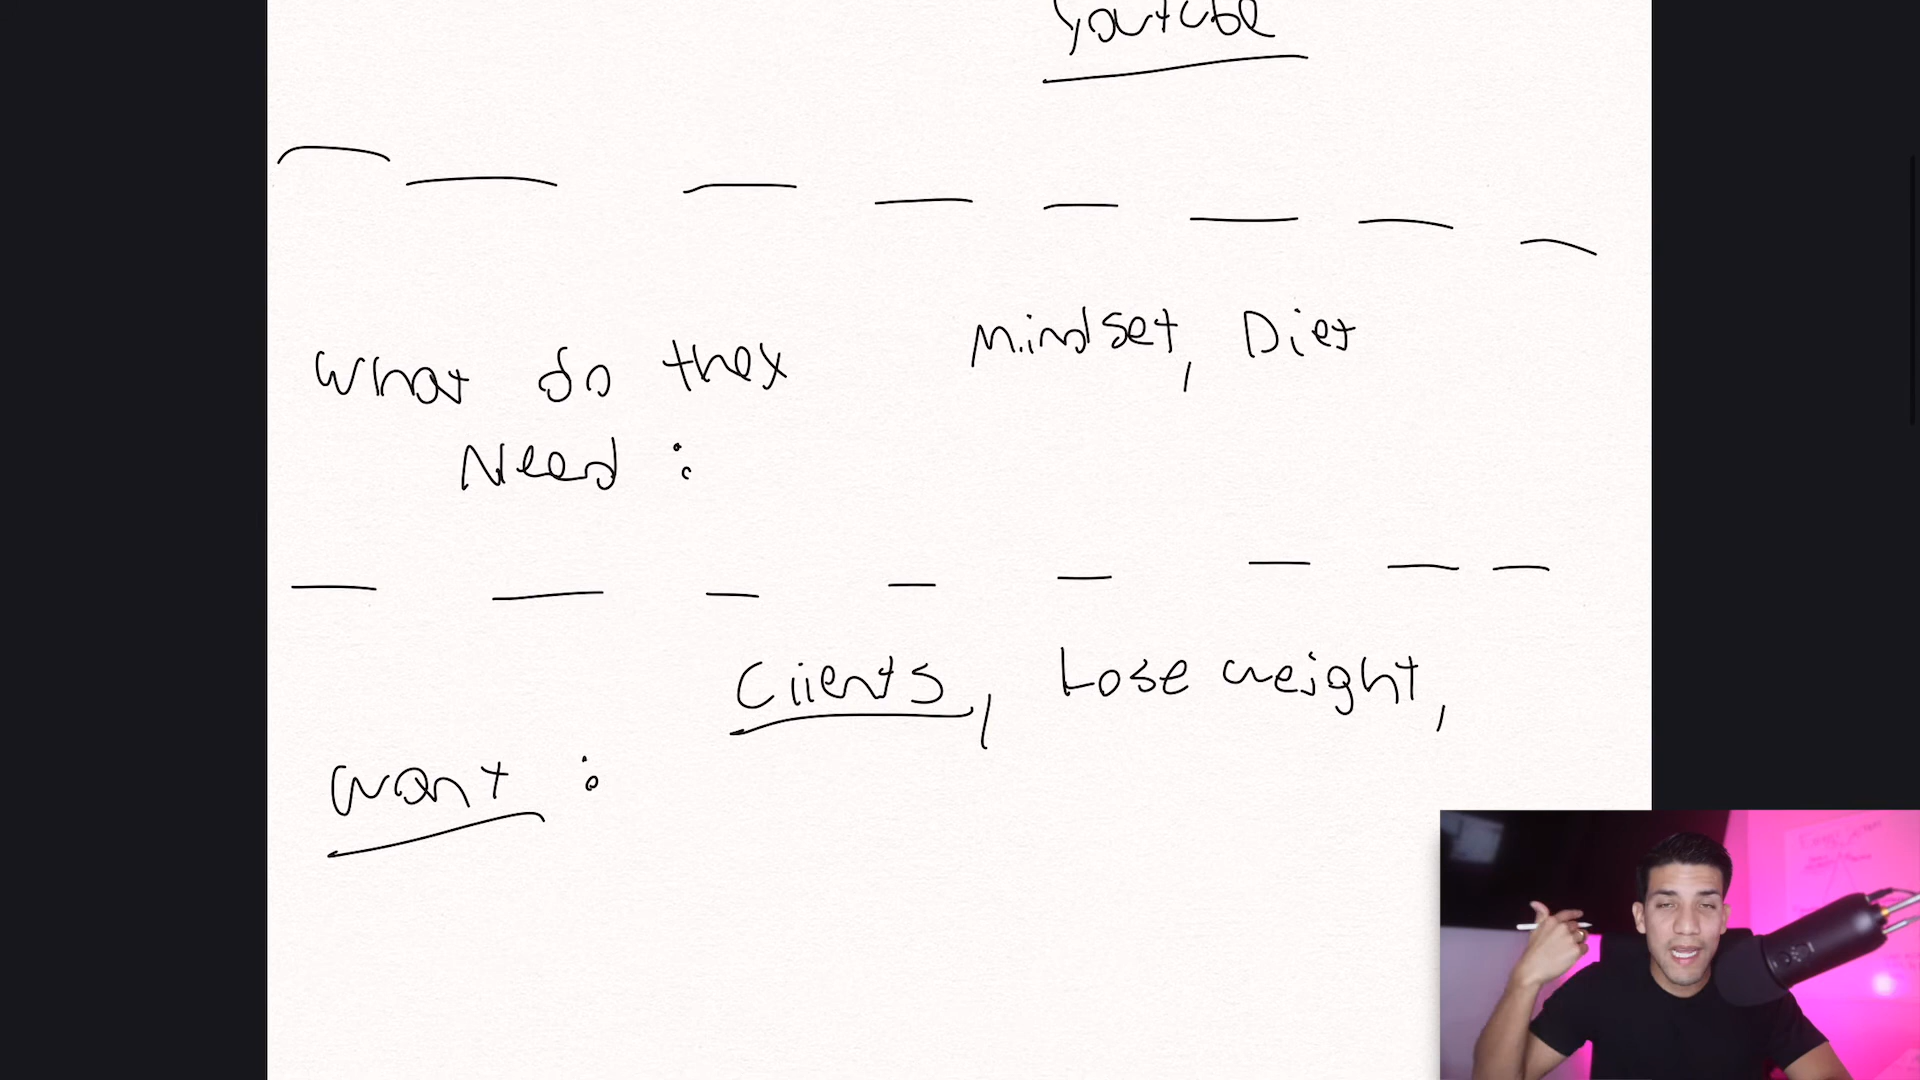 Youtube
What do they
Need :
Mindset, Diet
Clients, Lose weight,
want :